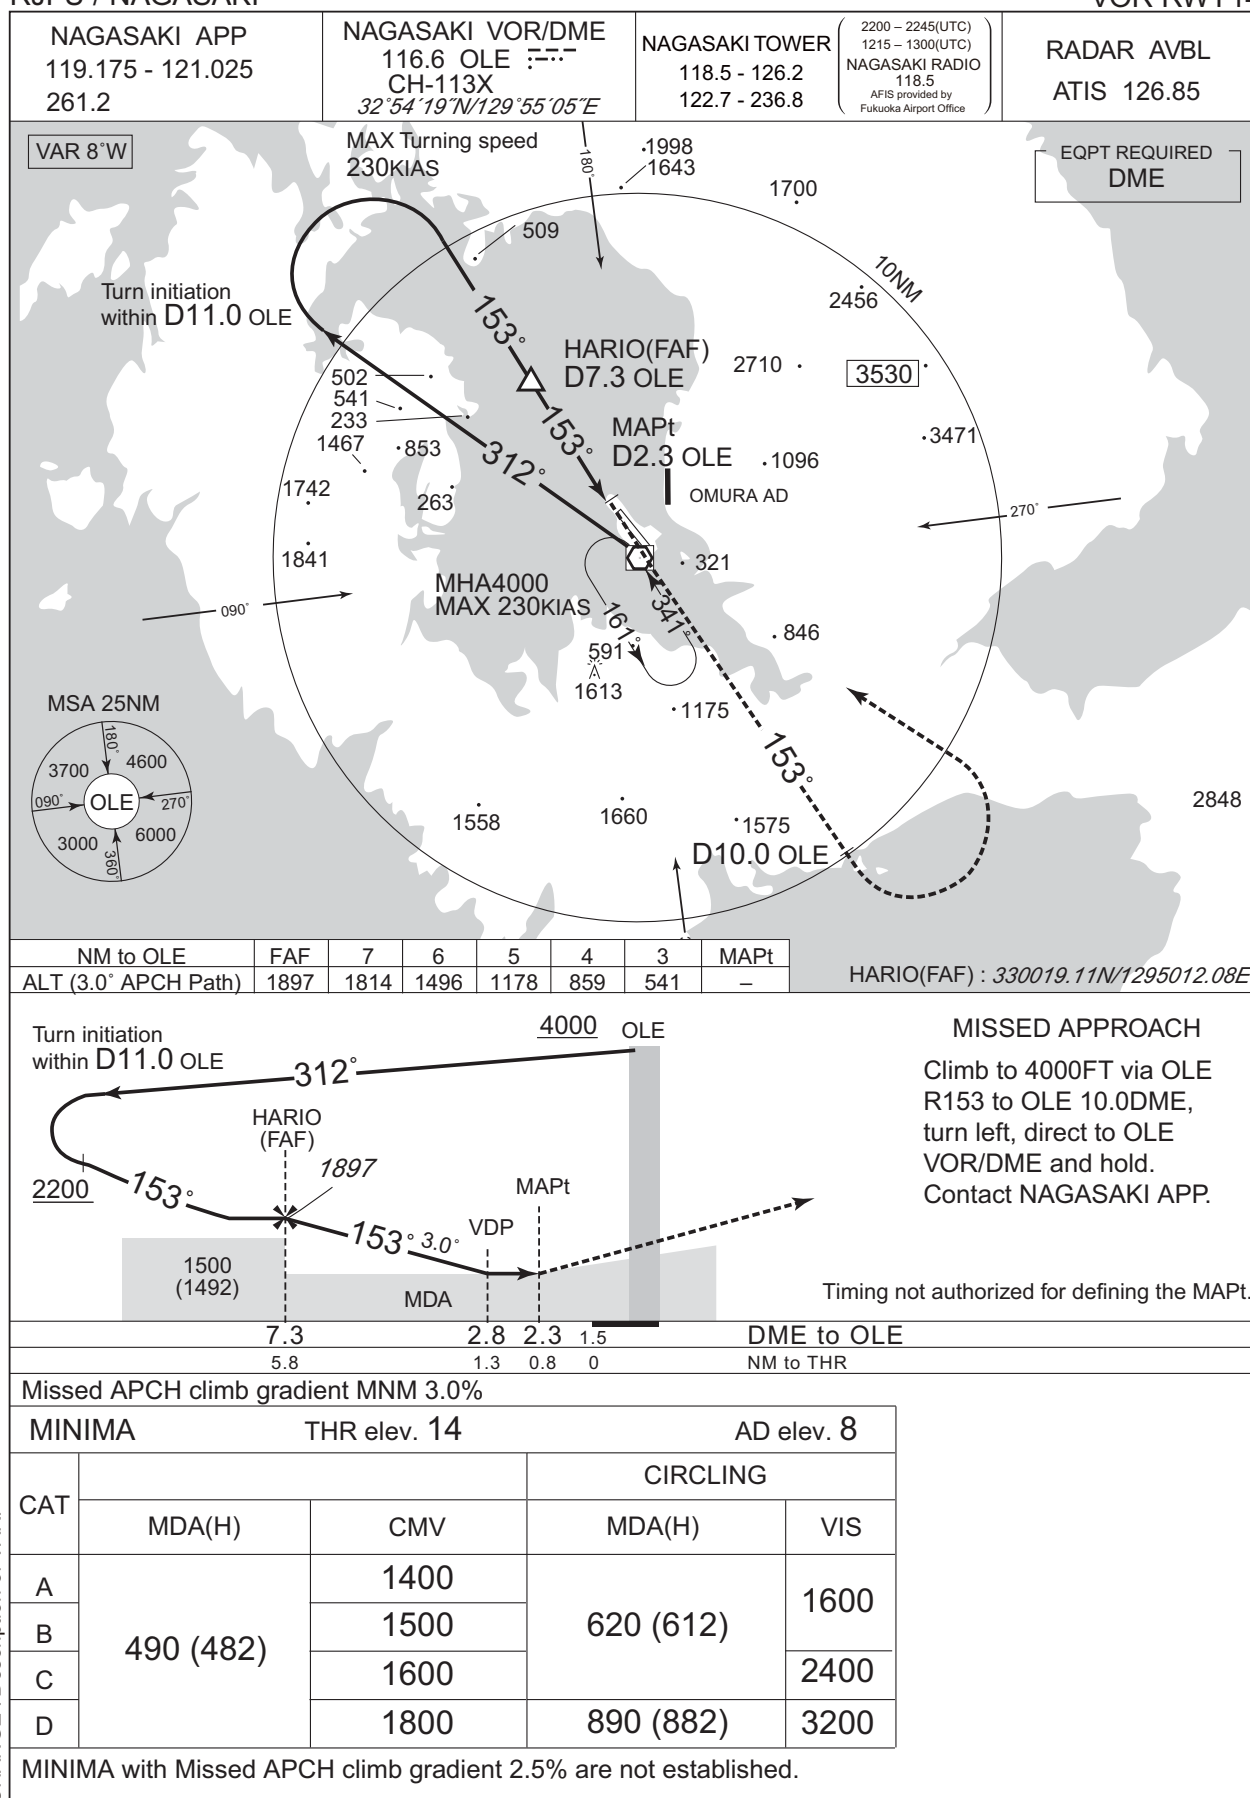 NAGASAKI APP
119.175 - 121.025
261.2
NAGASAKI VOR/DME
116.6 OLE
CH-113X
32°54´19˝N/129°55´05˝E
NAGASAKI TOWER
118.5 - 126.2
122.7 - 236.8
2200 – 2245(UTC)
1215 – 1300(UTC)
NAGASAKI RADIO
118.5
AFIS provided by
Fukuoka Airport Office
RADAR AVBL
ATIS 126.85
VAR 8°W
MAX Turning speed
230KIAS
180°
1998
1643
1700
EQPT REQUIRED
DME
509
10NM
2456
Turn initiation
within D11.0 OLE
153°
HARIO(FAF)
D7.3 OLE
2710
3530
502
541
233
1467
853
153°
MAPt
D2.3 OLE
3471
1096
312°
1742
263
OMURA AD
270°
1841
321
MHA4000
MAX 230KIAS
090°
161°
341°
591
846
1613
1175
MSA 25NM
180°
3700
4600
090°
OLE
270°
3000
6000
360°
153°
1558
1660
1575
D10.0 OLE
2848
NM to OLE FAF 7 6 5 4 3 MAPt
ALT (3.0° APCH Path) 1897 1814 1496 1178 859 541 –
HARIO(FAF) : 330019.11N/1295012.08E
Turn initiation
within D11.0 OLE
4000 OLE
312°
HARIO
(FAF)
1897
2200
153°
MAPt
VDP
153° 3.0°
1500
(1492)
MDA
MISSED APPROACH
Climb to 4000FT via OLE
R153 to OLE 10.0DME,
turn left, direct to OLE
VOR/DME and hold.
Contact NAGASAKI APP.
Timing not authorized for defining the MAPt.
7.3 2.8 2.3 1.5 DME to OLE
5.8 1.3 0.8 0 NM to THR
Missed APCH climb gradient MNM 3.0%
MINIMA THR elev. 14 AD elev. 8
CAT
CIRCLING
MDA(H) CMV MDA(H) VIS
A 1400
B 1500
C 1600
D 1800
490 (482)
620 (612)
890 (882)
1600
2400
3200
MINIMA with Missed APCH climb gradient 2.5% are not established.